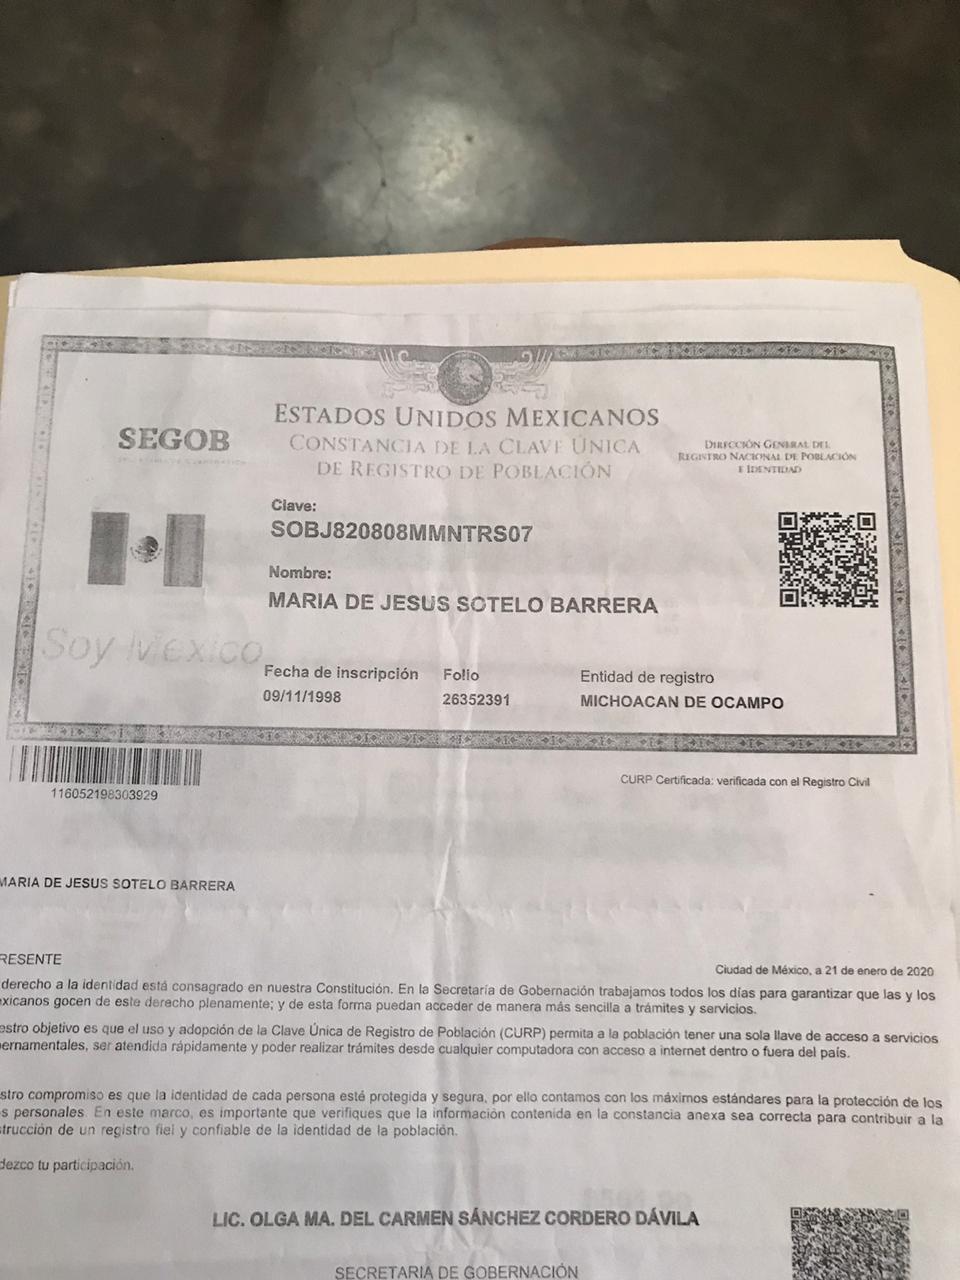 ESTADOS UNIDOS MEXICANOS
SEGOB
CONSTANCIA DE LA CLAVE ÚNICA
DE REGISTRO DE POBLACIÓN
DIRECCIÓN GENERAL DEL
REGISTRO NACIONAL DE POBLACIÓN
E IDENTIDAD
Clave:
SOBJ820808MMNTRS07
Nombre:
MARIA DE JESUS SOTELO BARRERA
Soy México
Fecha de inscripción
09/11/1998
Folio
26352391
Entidad de registro
MICHOACAN DE OCAMPO
116052198303929
CURP Certificada: verificada con el Registro Civil
MARIA DE JESUS SOTELO BARRERA
RESENTE
Ciudad de México, a 21 de enero de 2020
derecho a la identidad está consagrado en nuestra Constitución. En la Secretaría de Gobernación trabajamos todos los días para garantizar que las y los
exicanos gocen de este derecho plenamente; y de esta forma puedan acceder de manera más sencilla a trámites y servicios.
estro objetivo es que el uso y adopción de la Clave Única de Registro de Población (CURP) permita a la población tener una sola llave de acceso a servicios
bernamentales, ser atendida rápidamente y poder realizar trámites desde cualquier computadora con acceso a internet dentro o fuera del país.
stro compromiso es que la identidad de cada persona esté protegida y segura, por ello contamos con los máximos estándares para la protección de los
s personales. En este marco, es importante que verifiques que la información contenida en la constancia anexa sea correcta para contribuir a la
strucción de un registro fiel y confiable de la identidad de la población.
dezco tu participación.
LIC. OLGA MA. DEL CARMEN SÁNCHEZ CORDERO DÁVILA
SECRETARIA DE GOBERNACIÓN